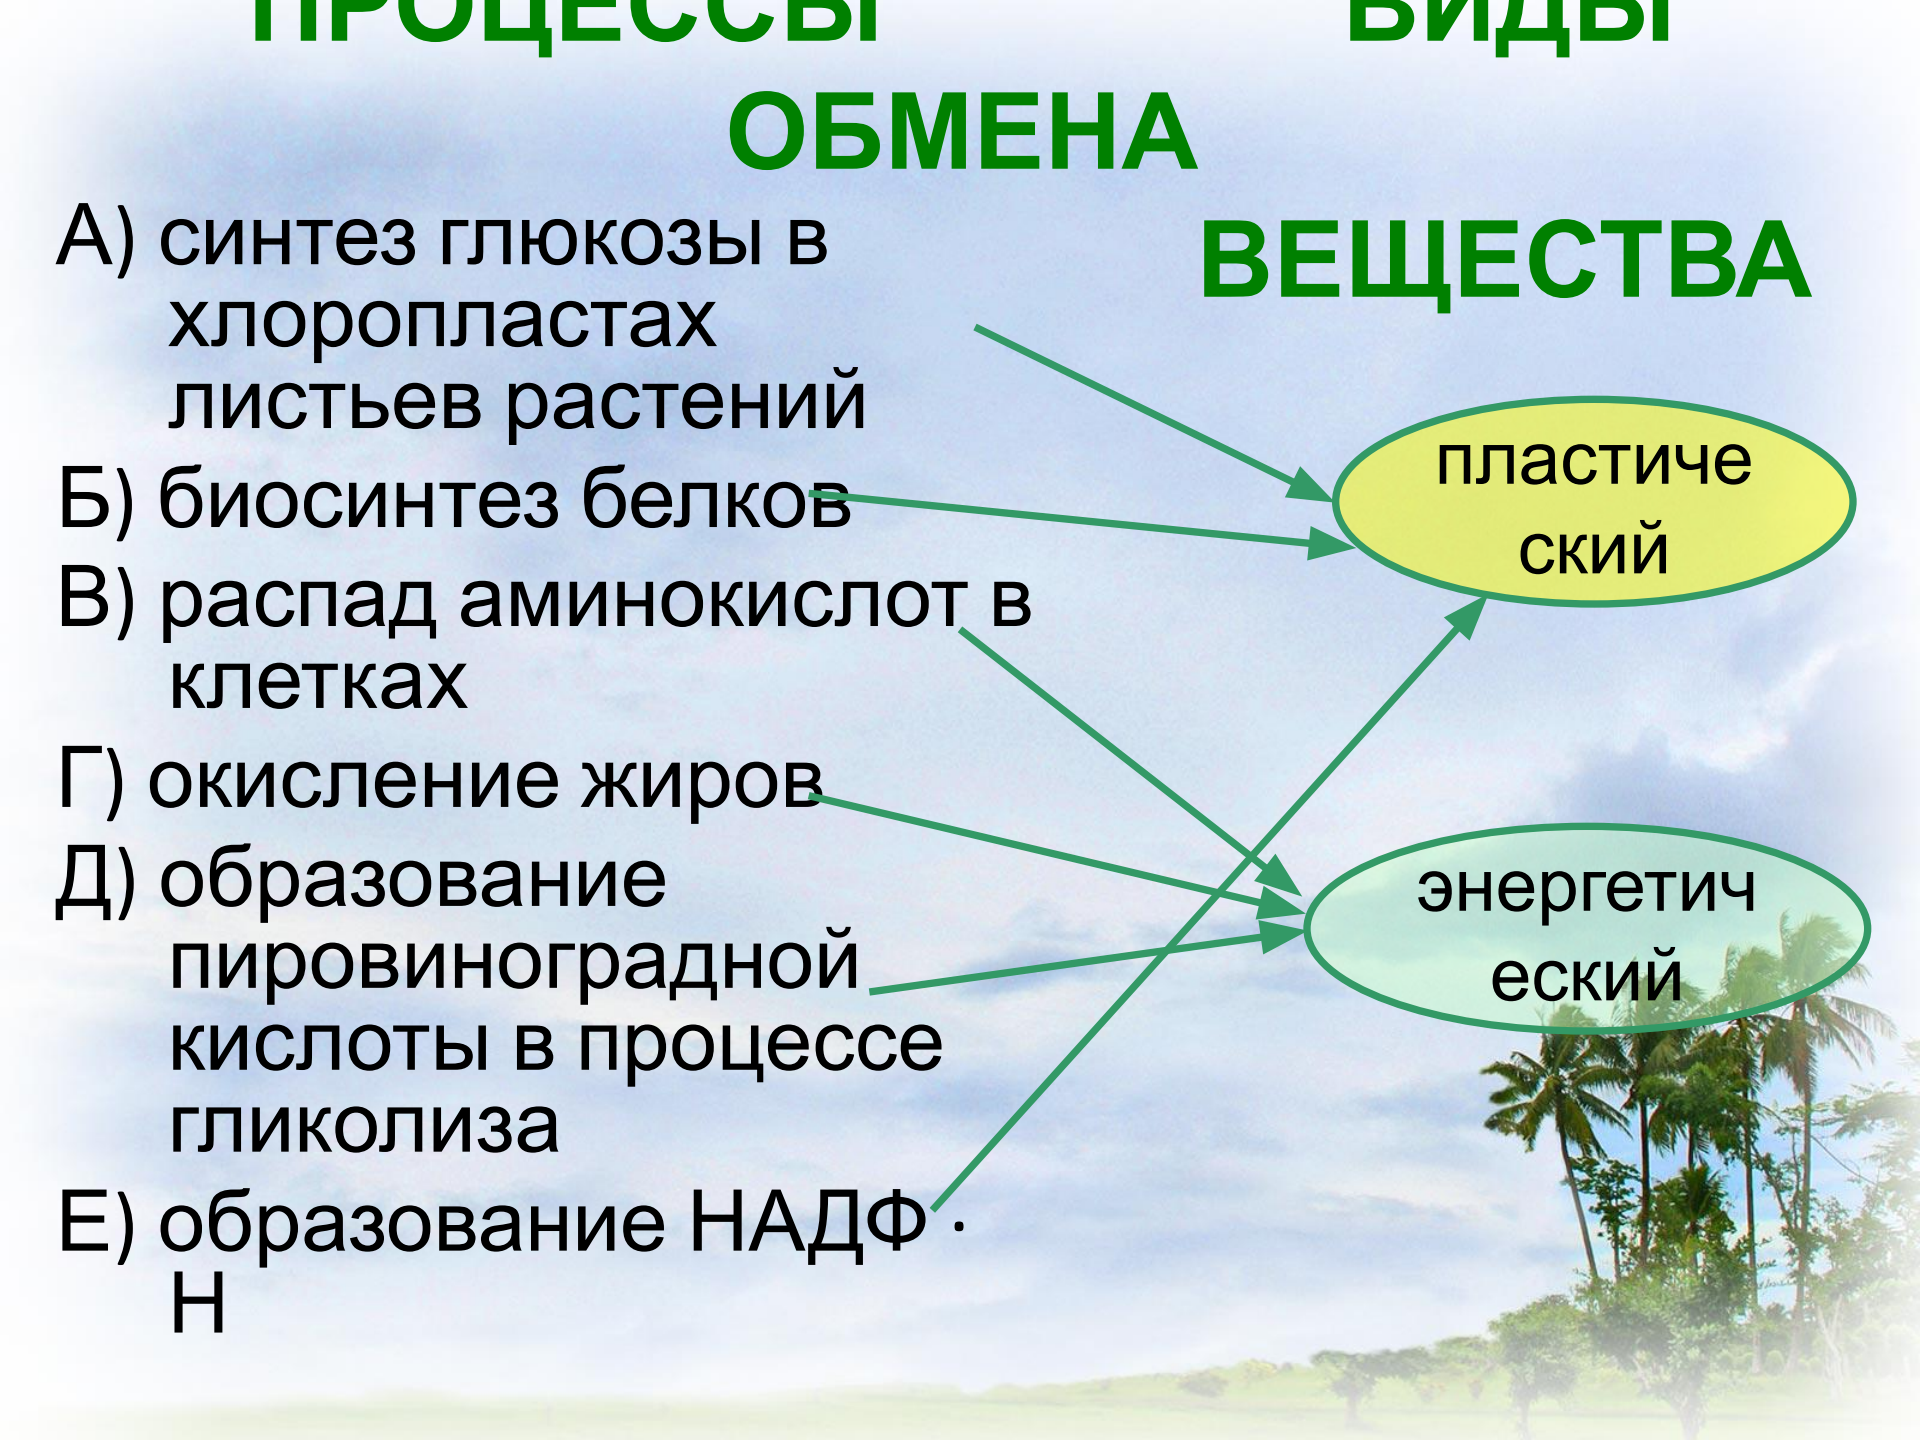 ПРОЦЕССЫ ВИДЫ
ОБМЕНА
ВЕЩЕСТВА
А) синтез глюкозы в
хлоропластах
листьев растений
Б) биосинтез белков
В) распад аминокислот в
клетках
Г) окисление жиров
Д) образование
пировиноградной
кислоты в процессе
гликолиза
Е) образование НАДФ ·
Н
пластиче
ский
энергетич
еский